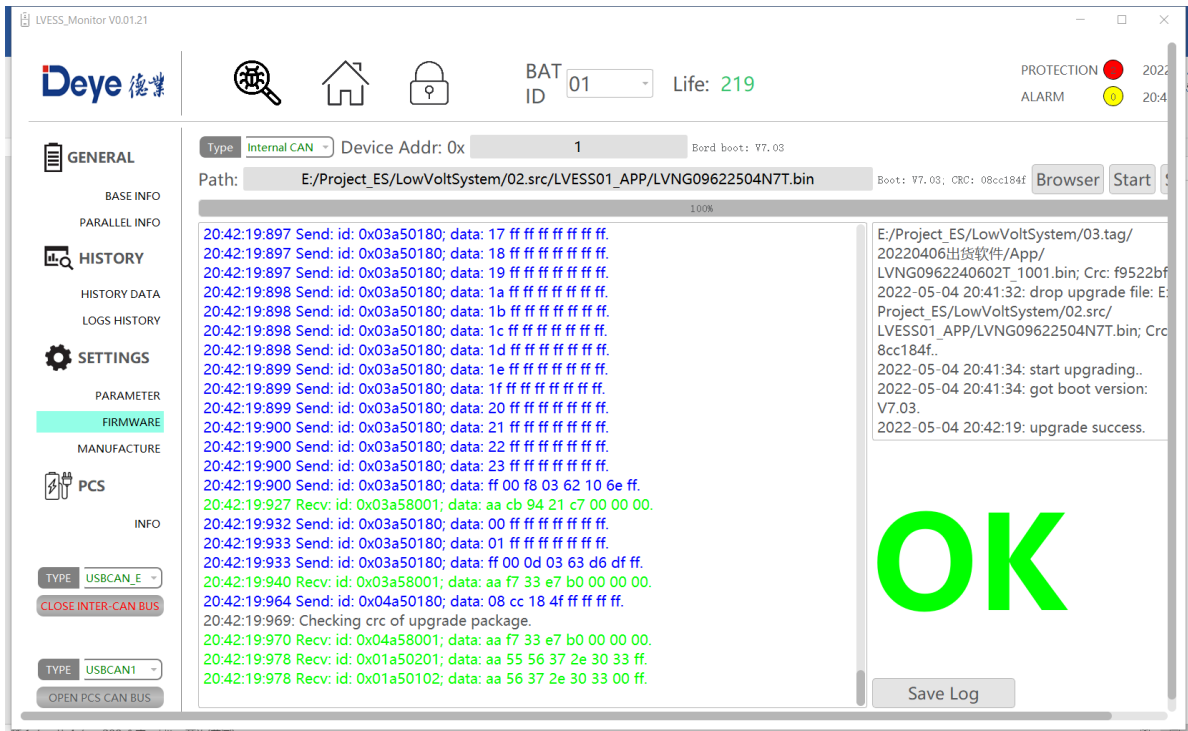 LVESS_Monitor V0.01.21
Deye 德業
BAT ID 01
Life: 219
PROTECTION 2022
ALARM 0 20:4
GENERAL
BASE INFO
PARALLEL INFO
HISTORY
HISTORY DATA
LOGS HISTORY
SETTINGS
PARAMETER
FIRMWARE
MANUFACTURE
PCS
INFO
TYPE USBCAN_E
CLOSE INTER-CAN BUS
TYPE USBCAN1
OPEN PCS CAN BUS
Type Internal CAN Device Addr: 0x 1 Bord boot: V7.03
Path: E:/Project_ES/LowVoltSystem/02.src/LVESS01_APP/LVNG09622504N7T.bin Boot: V7.03; CRC: 08cc184f Browser Start
100%
20:42:19:897 Send: id: 0x03a50180; data: 17 ff ff ff ff ff ff ff.
20:42:19:897 Send: id: 0x03a50180; data: 18 ff ff ff ff ff ff ff.
20:42:19:897 Send: id: 0x03a50180; data: 19 ff ff ff ff ff ff ff.
20:42:19:898 Send: id: 0x03a50180; data: 1a ff ff ff ff ff ff ff.
20:42:19:898 Send: id: 0x03a50180; data: 1b ff ff ff ff ff ff ff.
20:42:19:898 Send: id: 0x03a50180; data: 1c ff ff ff ff ff ff ff.
20:42:19:898 Send: id: 0x03a50180; data: 1d ff ff ff ff ff ff ff.
20:42:19:899 Send: id: 0x03a50180; data: 1e ff ff ff ff ff ff ff.
20:42:19:899 Send: id: 0x03a50180; data: 1f ff ff ff ff ff ff ff.
20:42:19:899 Send: id: 0x03a50180; data: 20 ff ff ff ff ff ff ff.
20:42:19:900 Send: id: 0x03a50180; data: 21 ff ff ff ff ff ff ff.
20:42:19:900 Send: id: 0x03a50180; data: 22 ff ff ff ff ff ff ff.
20:42:19:900 Send: id: 0x03a50180; data: 23 ff ff ff ff ff ff ff.
20:42:19:900 Send: id: 0x03a50180; data: ff 00 f8 03 62 10 6e ff.
20:42:19:927 Recv: id: 0x03a58001; data: aa cb 94 21 c7 00 00 00.
20:42:19:932 Send: id: 0x03a50180; data: 00 ff ff ff ff ff ff ff.
20:42:19:933 Send: id: 0x03a50180; data: 01 ff ff ff ff ff ff ff.
20:42:19:933 Send: id: 0x03a50180; data: ff 00 0d 03 63 d6 df ff.
20:42:19:940 Recv: id: 0x03a58001; data: aa f7 33 e7 b0 00 00 00.
20:42:19:964 Send: id: 0x04a50180; data: 08 cc 18 4f ff ff ff ff.
20:42:19:969: Checking crc of upgrade package.
20:42:19:970 Recv: id: 0x04a58001; data: aa f7 33 e7 b0 00 00 00.
20:42:19:978 Recv: id: 0x01a50201; data: aa 55 56 37 2e 30 33 ff.
20:42:19:978 Recv: id: 0x01a50102; data: aa 56 37 2e 30 33 00 ff.
E:/Project_ES/LowVoltSystem/03.tag/
20220406出货软件/App/
LVNG0962240602T_1001.bin; Crc: f9522bf
2022-05-04 20:41:32: drop upgrade file: E:
Project_ES/LowVoltSystem/02.src/
LVESS01_APP/LVNG09622504N7T.bin; Crc
8cc184f..
2022-05-04 20:41:34: start upgrading..
2022-05-04 20:41:34: got boot version:
V7.03.
2022-05-04 20:42:19: upgrade success.
OK
Save Log